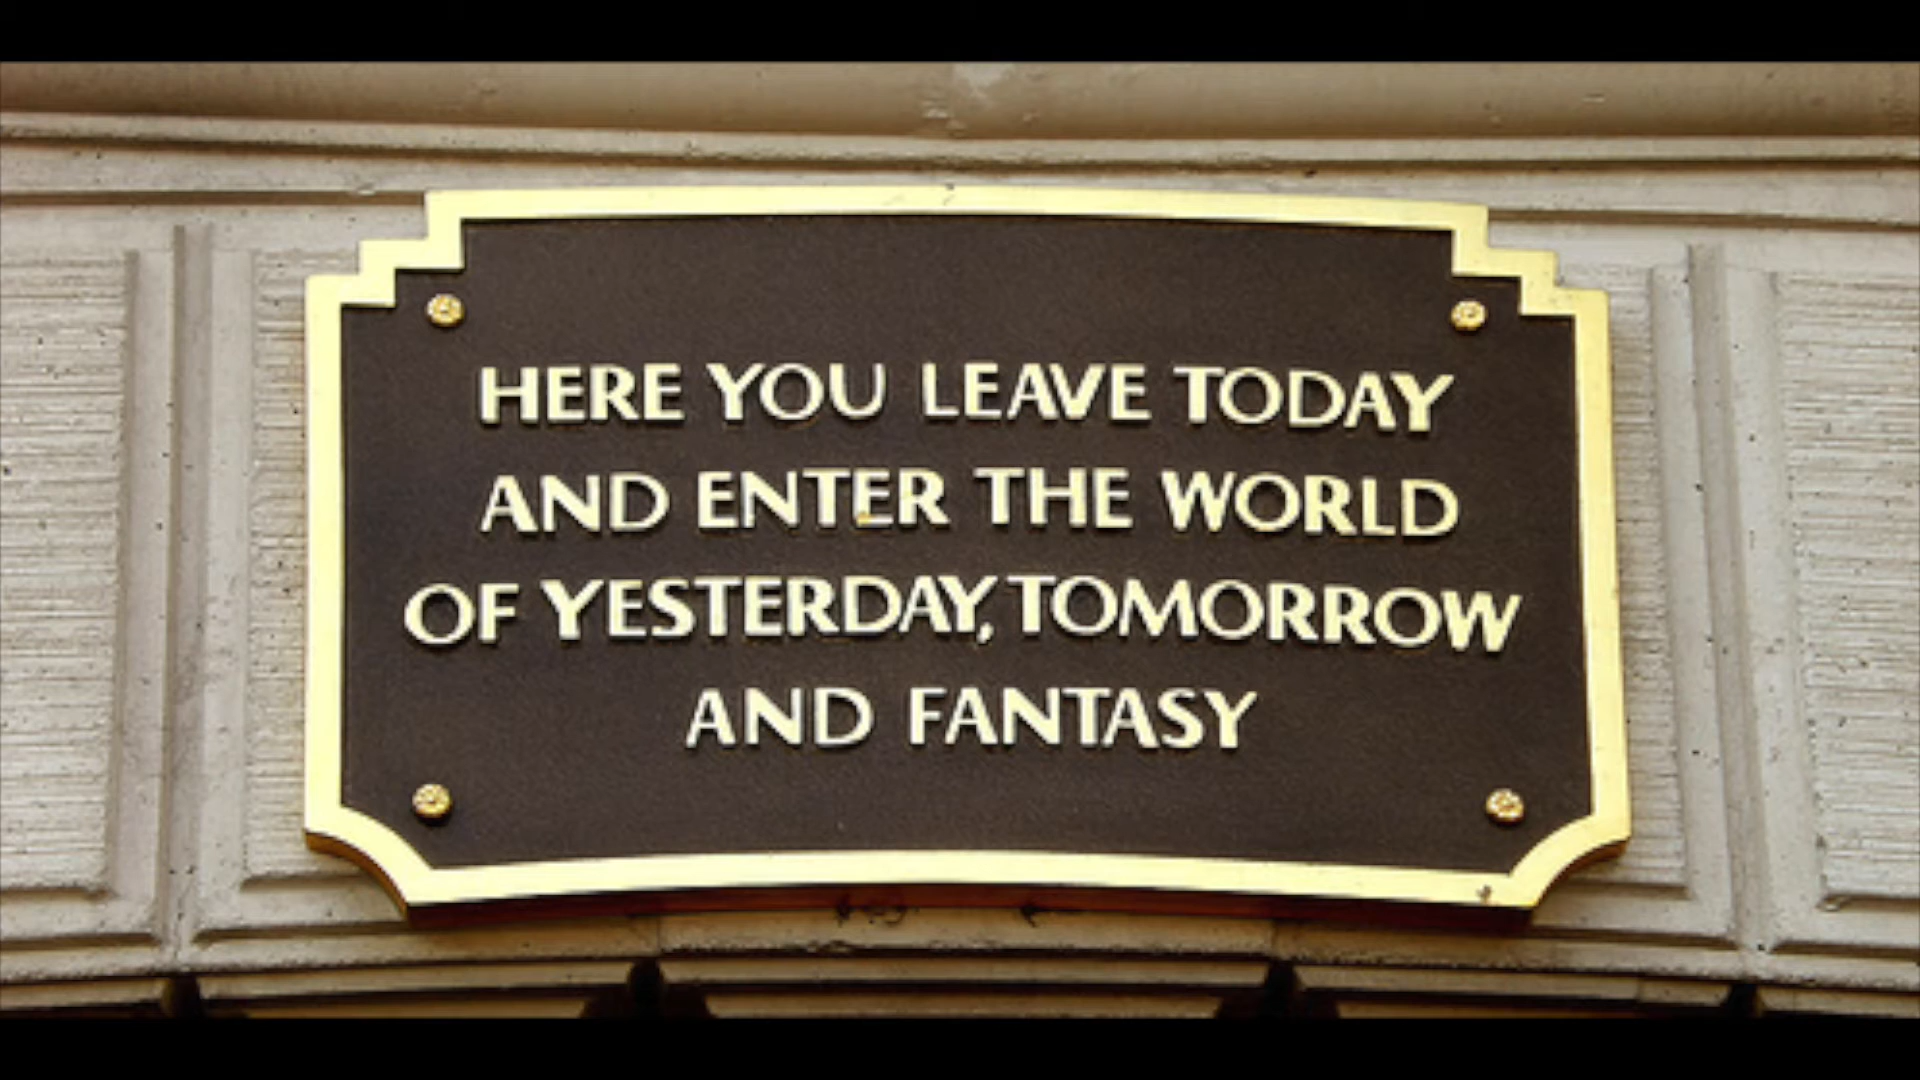 HERE YOU LEAVE TODAY
AND ENTER THE WORLD
OF YESTERDAY, TOMORROW
AND FANTASY